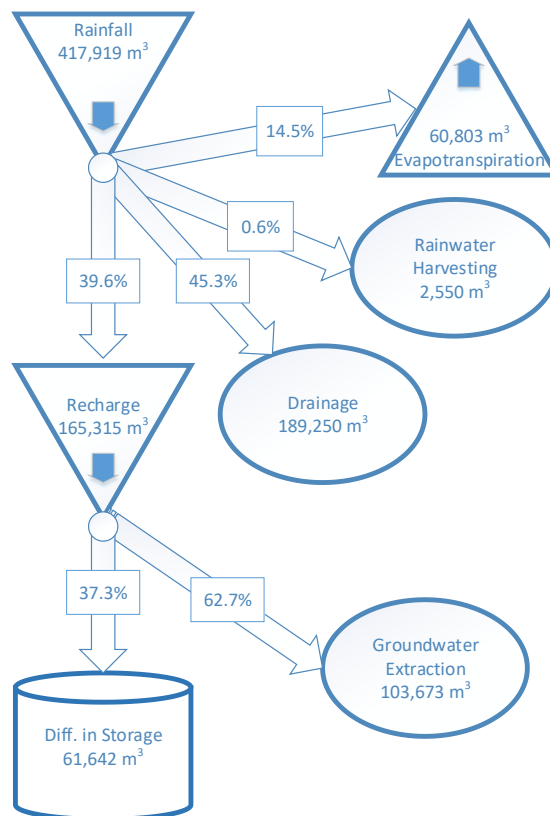 Rainfall
417,919 m³
14.5%
60,803 m³
Evapotranspiration
0.6%
Rainwater
Harvesting
2,550 m³
39.6%
45.3%
Recharge
165,315 m³
Drainage
189,250 m³
37.3%
62.7%
Groundwater
Extraction
103,673 m³
Diff. in Storage
61,642 m³